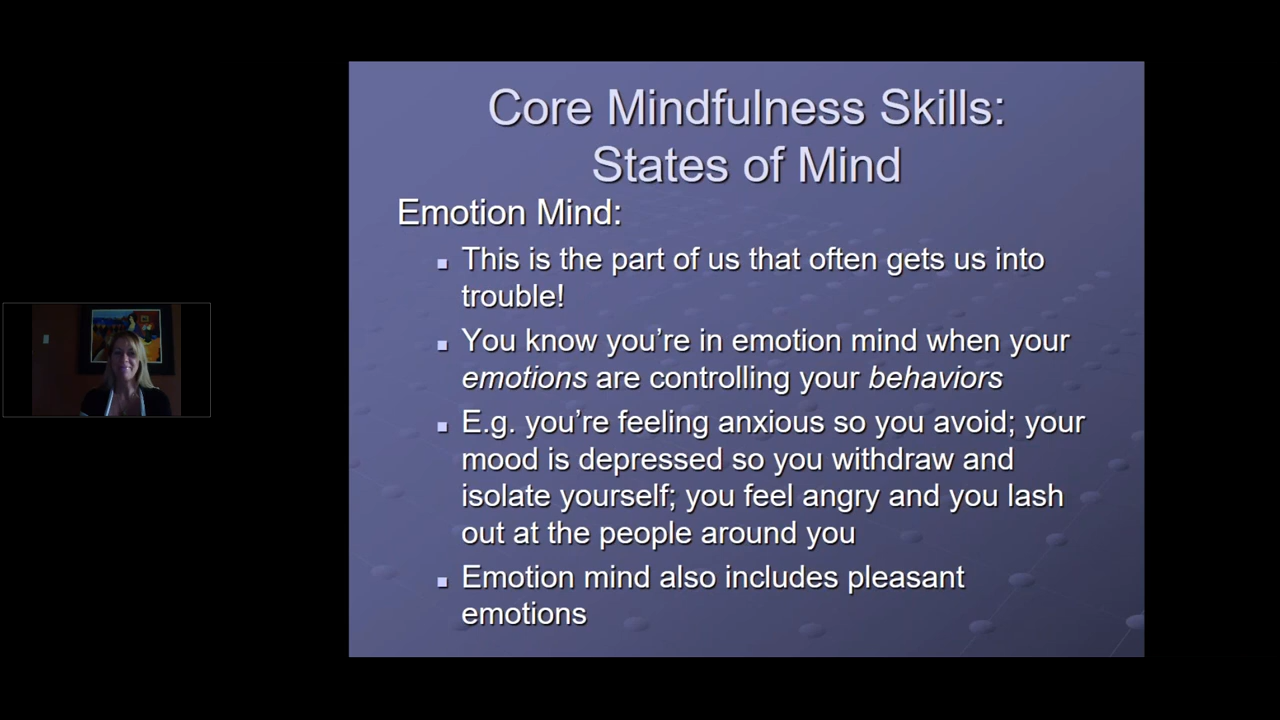 Core Mindfulness Skills:
States of Mind
Emotion Mind:
This is the part of us that often gets us into
trouble!
You know you’re in emotion mind when your
emotions are controlling your behaviors
E.g. you’re feeling anxious so you avoid; your
mood is depressed so you withdraw and
isolate yourself; you feel angry and you lash
out at the people around you
Emotion mind also includes pleasant
emotions